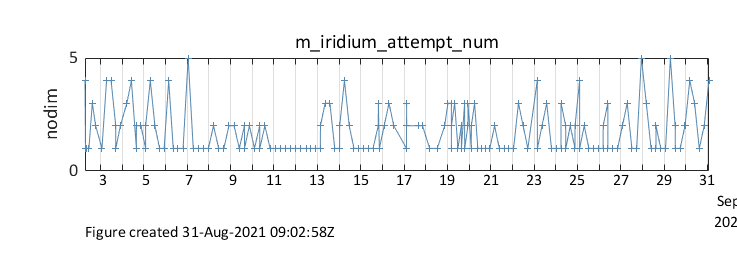 m_iridium_attempt_num
5
nodim
0
3 5 7 9 11 13 15 17 19 21 23 25 27 29 31
Sep
202
Figure created 31-Aug-2021 09:02:58Z